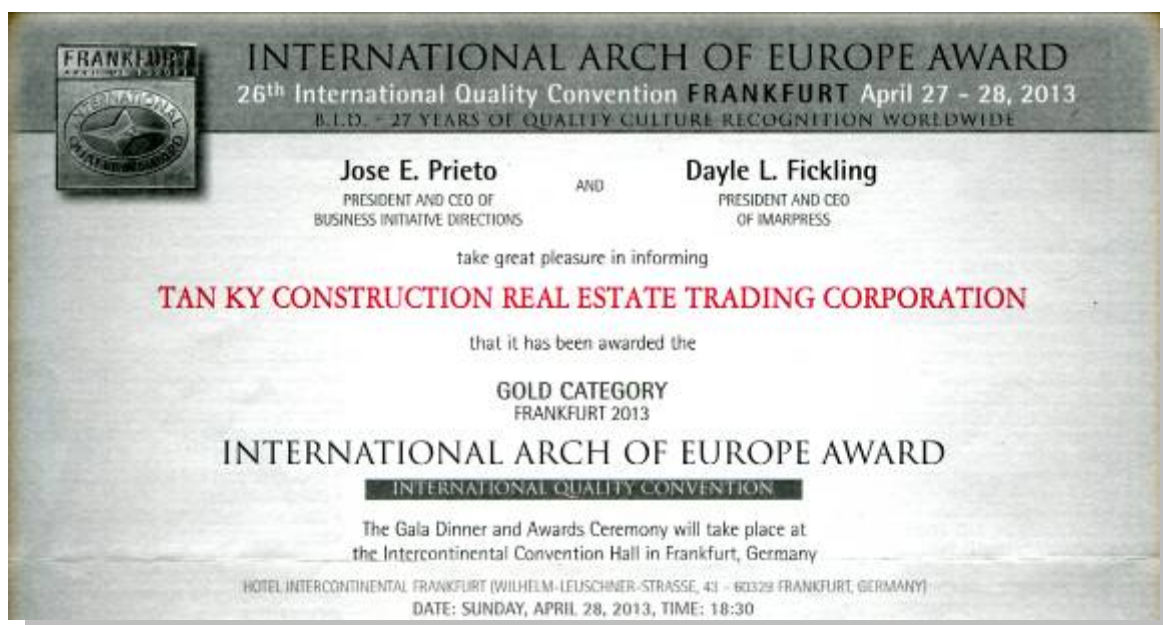 FRANKFURT
INTERNATIONAL
QUALITY AWARD
INTERNATIONAL ARCH OF EUROPE AWARD
26th International Quality Convention FRANKFURT April 27 - 28, 2013
B.I.D. - 27 YEARS OF QUALITY CULTURE RECOGNITION WORLDWIDE
Jose E. Prieto
PRESIDENT AND CEO OF
BUSINESS INITIATIVE DIRECTIONS
AND
Dayle L. Fickling
PRESIDENT AND CEO
OF IMARPRESS
take great pleasure in informing
TAN KY CONSTRUCTION REAL ESTATE TRADING CORPORATION
that it has been awarded the
GOLD CATEGORY
FRANKFURT 2013
INTERNATIONAL ARCH OF EUROPE AWARD
INTERNATIONAL QUALITY CONVENTION
The Gala Dinner and Awards Ceremony will take place at
the Intercontinental Convention Hall in Frankfurt, Germany
HOTEL INTERCONTINENTAL FRANKFURT (WILHELM-LEUSCHNER-STRASSE, 43 - 60329 FRANKFURT, GERMANY)
DATE: SUNDAY, APRIL 28, 2013, TIME: 18:30